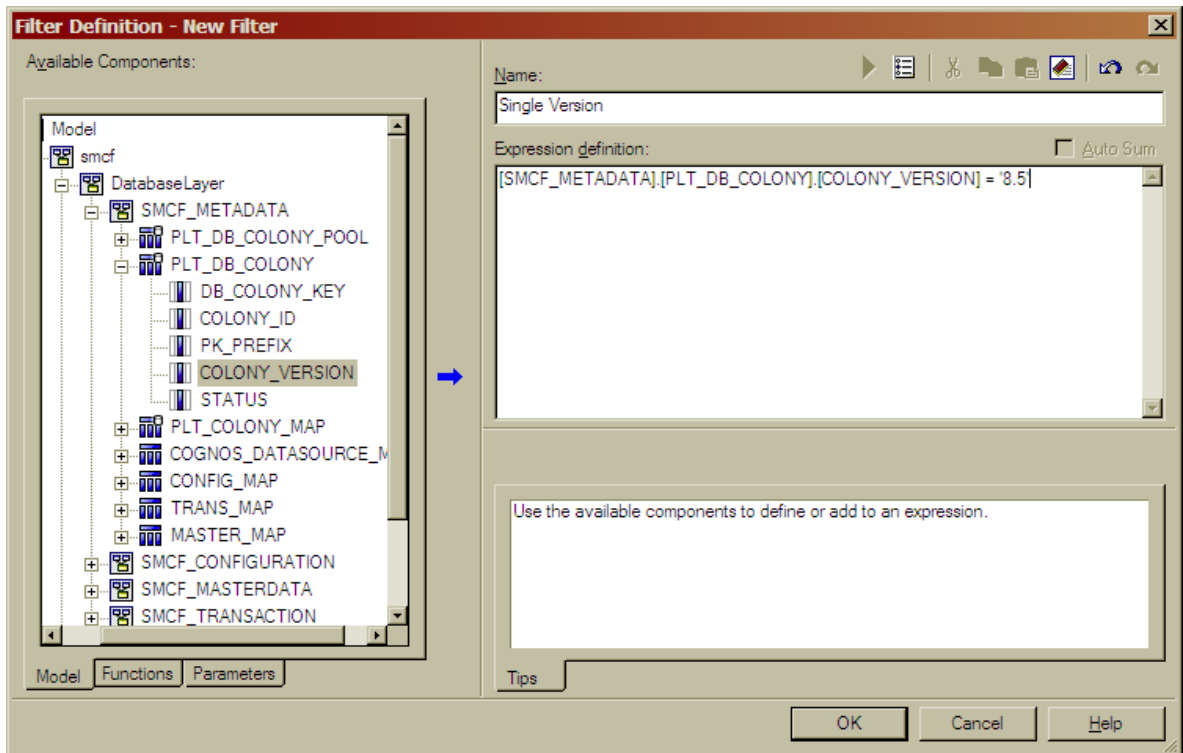 Filter Definition - New Filter
Available Components:
Model
smcf
DatabaseLayer
SMCF_METADATA
PLT_DB_COLONY_POOL
PLT_DB_COLONY
DB_COLONY_KEY
COLONY_ID
PK_PREFIX
COLONY_VERSION
STATUS
PLT_COLONY_MAP
COGNOS_DATASOURCE_M
CONFIG_MAP
TRANS_MAP
MASTER_MAP
SMCF_CONFIGURATION
SMCF_MASTERDATA
SMCF_TRANSACTION
Model Functions Parameters
Name:
Single Version
Expression definition:
Auto Sum
[SMCF_METADATA].[PLT_DB_COLONY].[COLONY_VERSION] = '8.5'
Use the available components to define or add to an expression.
Tips
OK Cancel Help